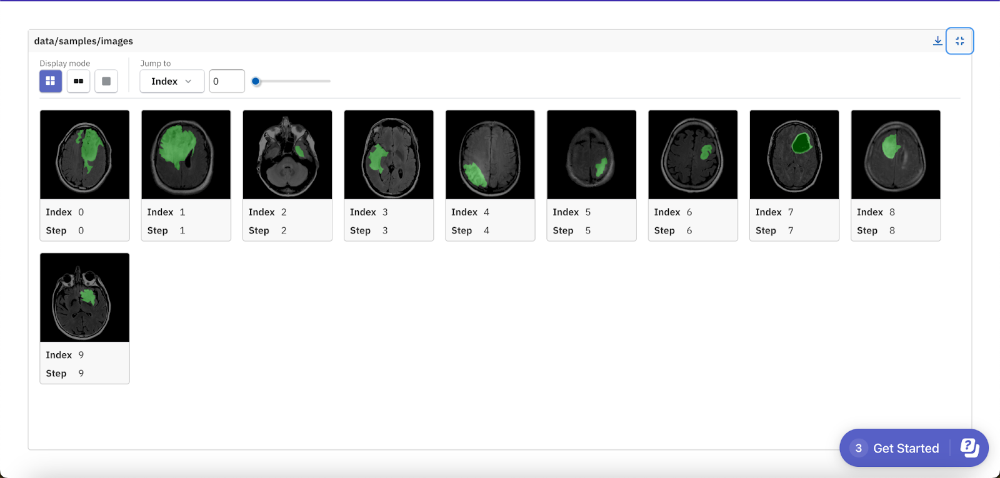 data/samples/images
Display mode
Jump to
Index
0
Index 0
Step 0
Index 1
Step 1
Index 2
Step 2
Index 3
Step 3
Index 4
Step 4
Index 5
Step 5
Index 6
Step 6
Index 7
Step 7
Index 8
Step 8
Index 9
Step 9
3 Get Started ?